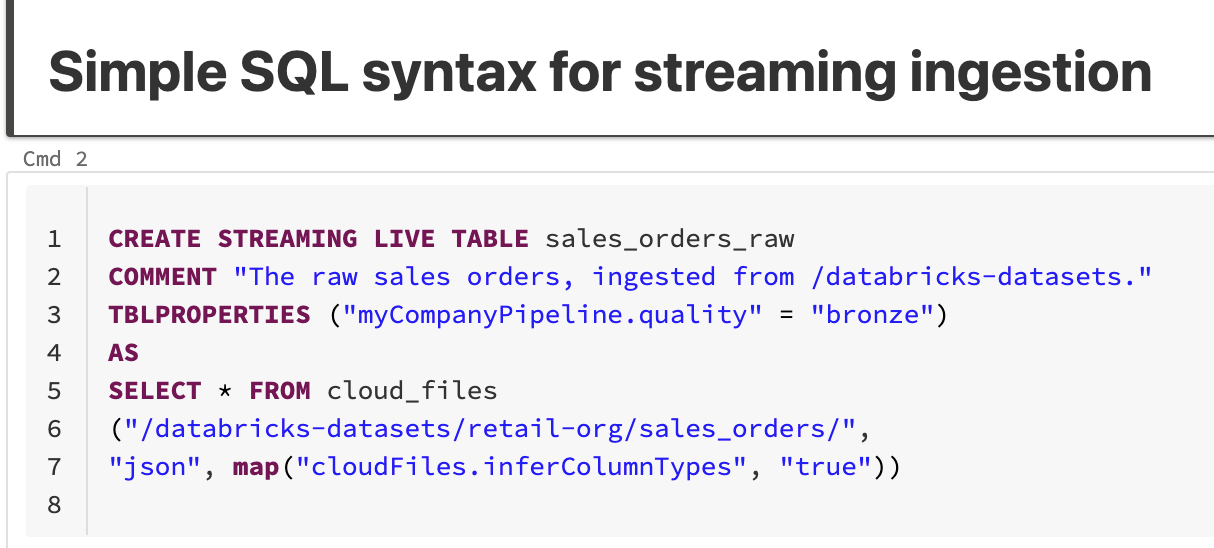 Simple SQL syntax for streaming ingestion
Cmd 2
1 CREATE STREAMING LIVE TABLE sales_orders_raw
2 COMMENT "The raw sales orders, ingested from /databricks-datasets."
3 TBLPROPERTIES ("myCompanyPipeline.quality" = "bronze")
4 AS
5 SELECT * FROM cloud_files
6 ("/databricks-datasets/retail-org/sales_orders/",
7 "json", map("cloudFiles.inferColumnTypes", "true"))
8